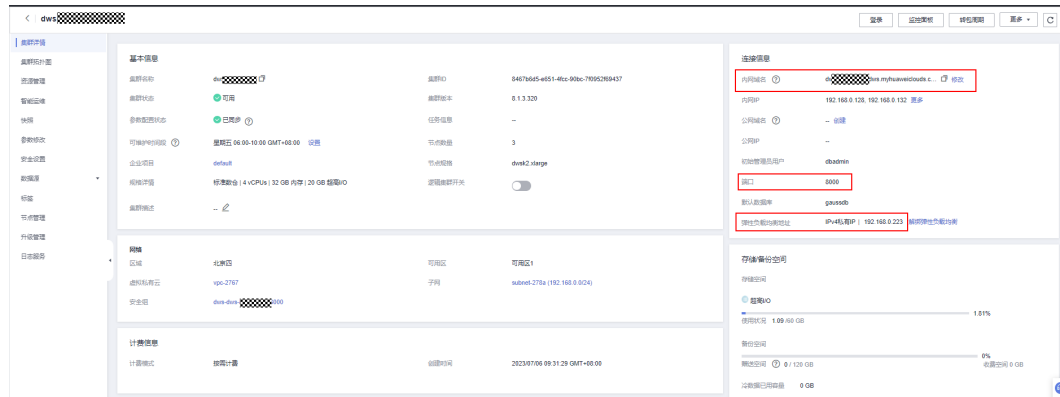 dws
登录 监控面板 转包周期 更多
集群详情
集群拓扑图
资源管理
智能运维
快照
参数修改
安全设置
数据源
标签
节点管理
升级管理
日志服务
基本信息
集群名称 dws
集群ID 8467b6d5-e651-4fcc-90bc-7f0952f69437
集群状态 可用
集群版本 8.1.3.320
参数配置状态 已同步
任务信息 --
可维护时间段 星期五 06:00-10:00 GMT+08:00 设置
节点数量 3
企业项目 default
节点规格 dwsk2.xlarge
规格详情 标准数仓 | 4 vCPUs | 32 GB 内存 | 20 GB 超高I/O
逻辑集群开关
集群描述 --
网络
区域 北京四
可用区 可用区1
虚拟私有云 vpc-2767
子网 subnet-278a (192.168.0.0/24)
安全组 dws-dws- 8000
计费信息
计费模式 按需计费
创建时间 2023/07/06 09:31:29 GMT+08:00
连接信息
内网域名 dws.myhuaweiclouds.c... 修改
内网IP 192.168.0.128, 192.168.0.132 更多
公网域名 -- 创建
公网IP --
初始管理员用户 dbadmin
端口 8000
默认数据库 gaussdb
弹性负载均衡地址 IPv4私有IP | 192.168.0.223 解绑弹性负载均衡
存储/备份空间
存储空间
超高I/O
1.81%
使用状况 1.09 /60 GB
备份空间
0%
赠送空间 0 / 120 GB 收费空间 0 GB
冷数据已用容量 0 GB